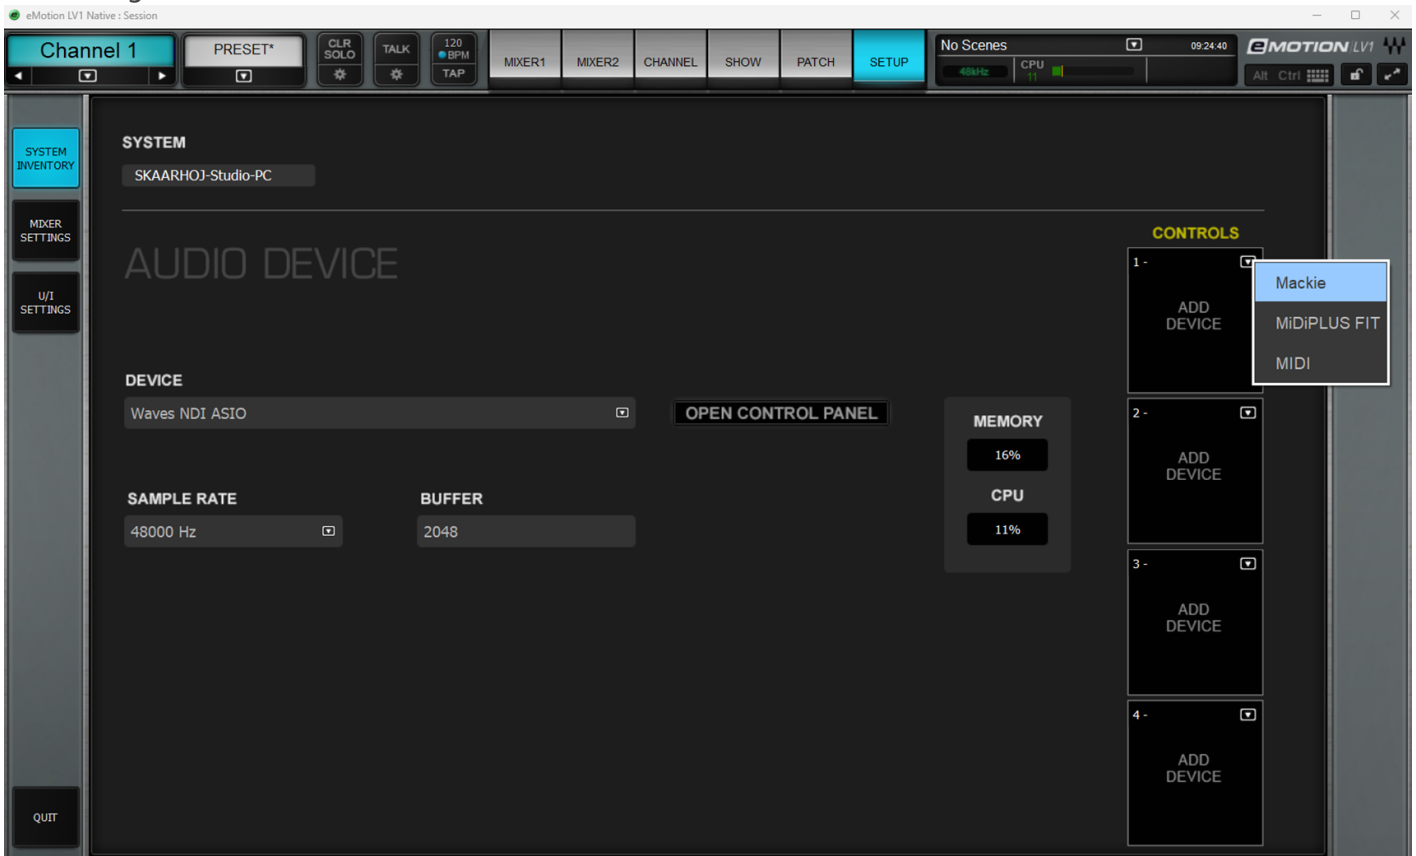 eMotion LV1 Native : Session
Channel 1
PRESET*
CLR
SOLO
TALK
120
BPM
TAP
MIXER1
MIXER2
CHANNEL
SHOW
PATCH
SETUP
No Scenes
09:24:40
48kHz
CPU
11
eMOTION LV1
Alt Ctrl
SYSTEM
INVENTORY
MIXER
SETTINGS
U/I
SETTINGS
QUIT
SYSTEM
SKAARHOJ-Studio-PC
AUDIO DEVICE
DEVICE
Waves NDI ASIO
OPEN CONTROL PANEL
SAMPLE RATE
BUFFER
48000 Hz
2048
MEMORY
16%
CPU
11%
CONTROLS
1 -
ADD
DEVICE
Mackie
MiDiPLUS FIT
MIDI
2 -
ADD
DEVICE
3 -
ADD
DEVICE
4 -
ADD
DEVICE